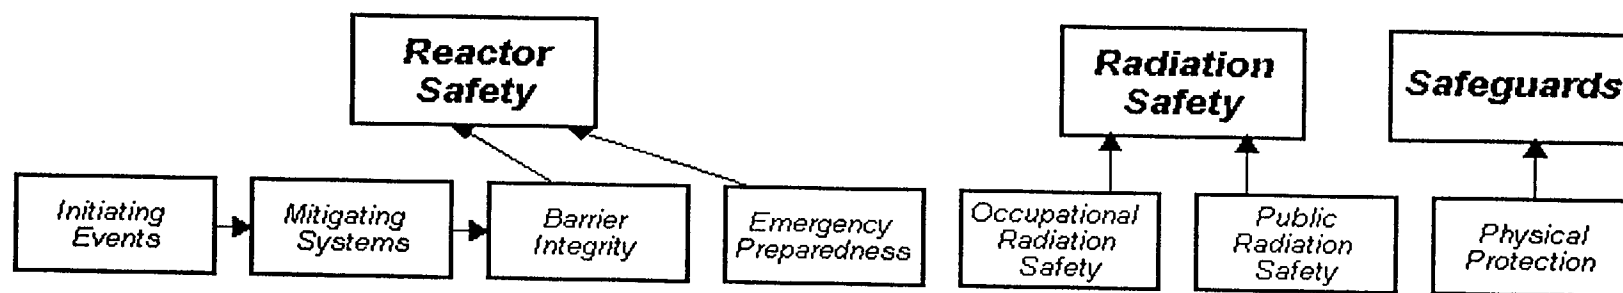 Reactor
Safety
Radiation
Safety
Safeguards
Initiating
Events
Mitigating
Systems
Barrier
Integrity
Emergency
Preparedness
Occupational
Radiation
Safety
Public
Radiation
Safety
Physical
Protection